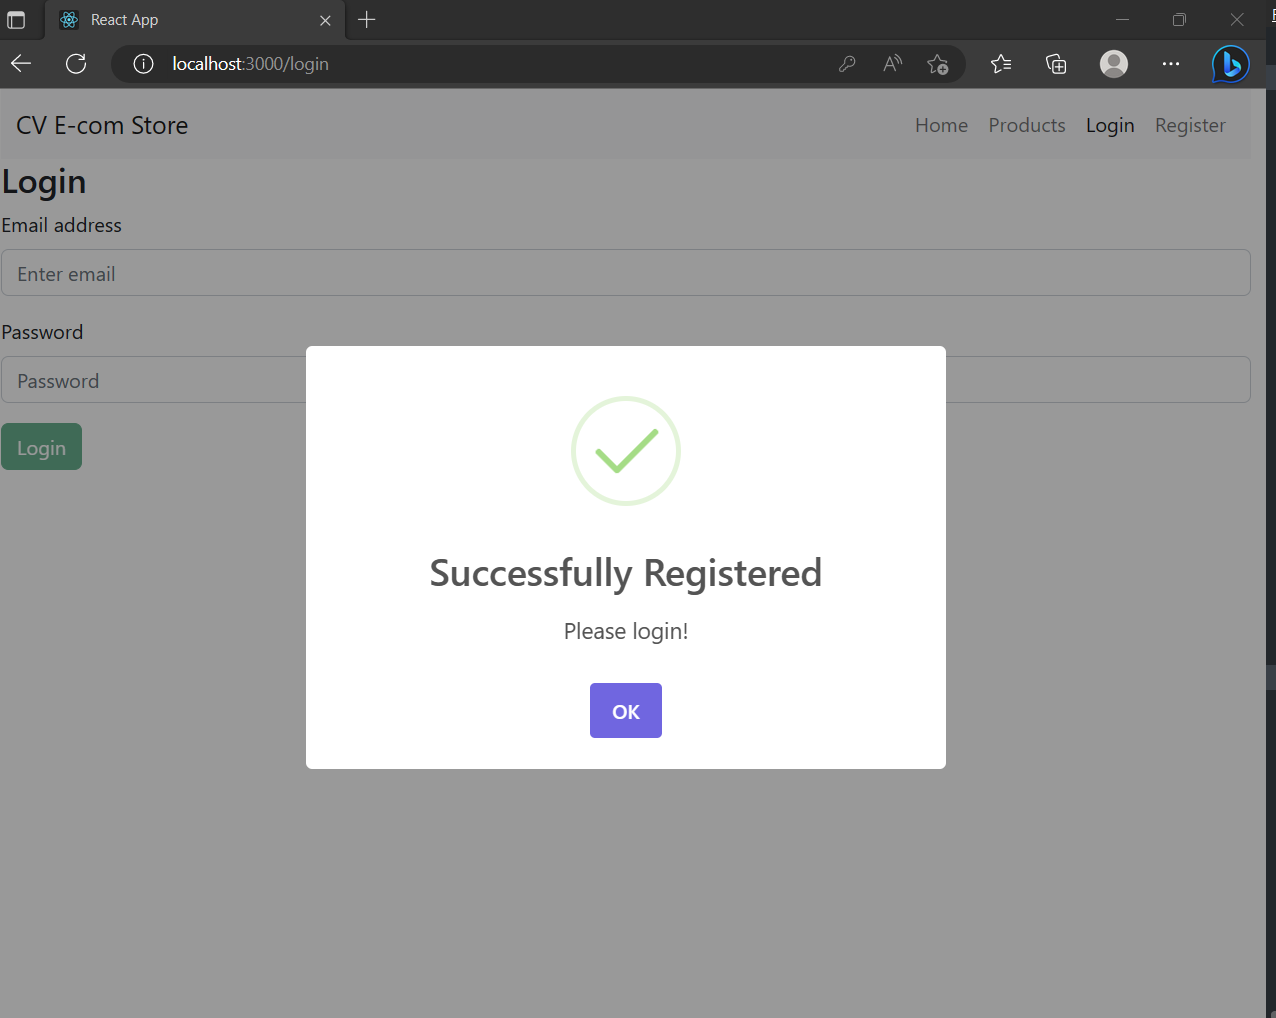 React App
localhost:3000/login
CV E-com Store
Home Products Login Register
Login
Email address
Enter email
Password
Password
Login
Successfully Registered
Please login!
OK